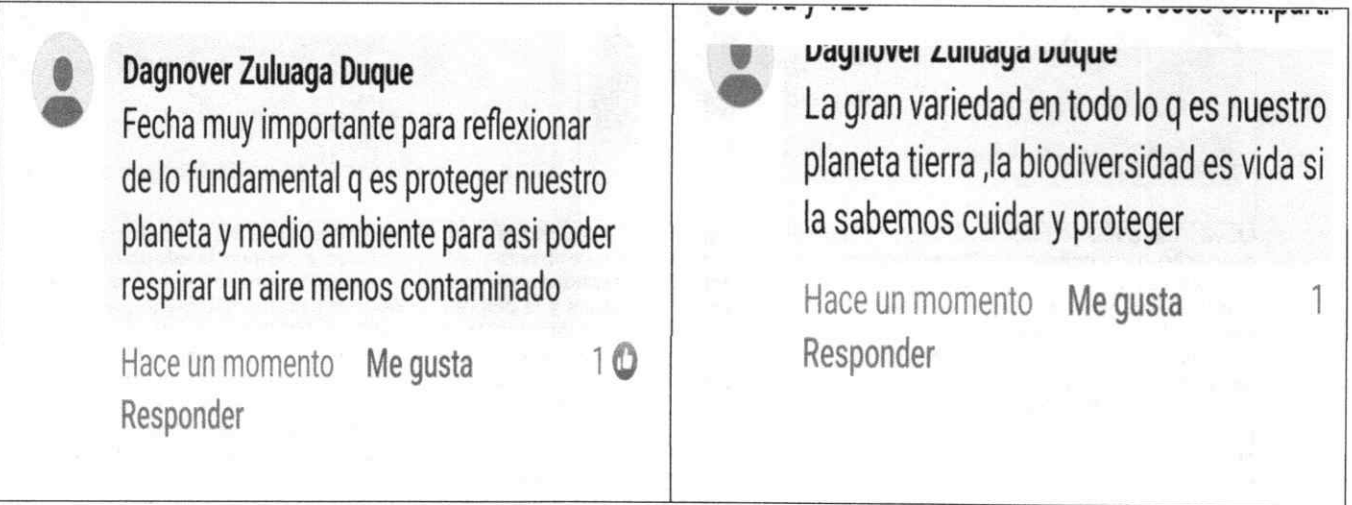 Dagnover Zuluaga Duque
Fecha muy importante para reflexionar
de lo fundamental q es proteger nuestro
planeta y medio ambiente para asi poder
respirar un aire menos contaminado
Hace un momento Me gusta 1
Responder
Dagnover Zuluaga Duque
La gran variedad en todo lo q es nuestro
planeta tierra ,la biodiversidad es vida si
la sabemos cuidar y proteger
Hace un momento Me gusta 1
Responder